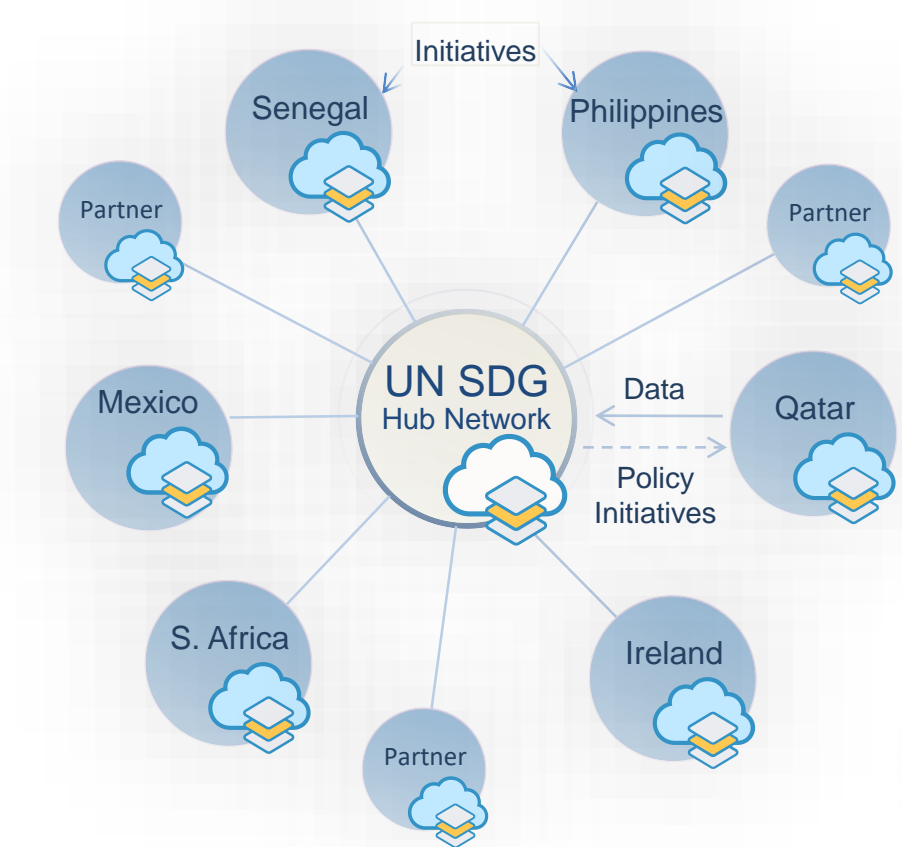 Initiatives
Senegal
Philippines
Partner
Partner
UN SDG
Hub Network
Mexico
Data
Qatar
Policy
Initiatives
S. Africa
Ireland
Partner